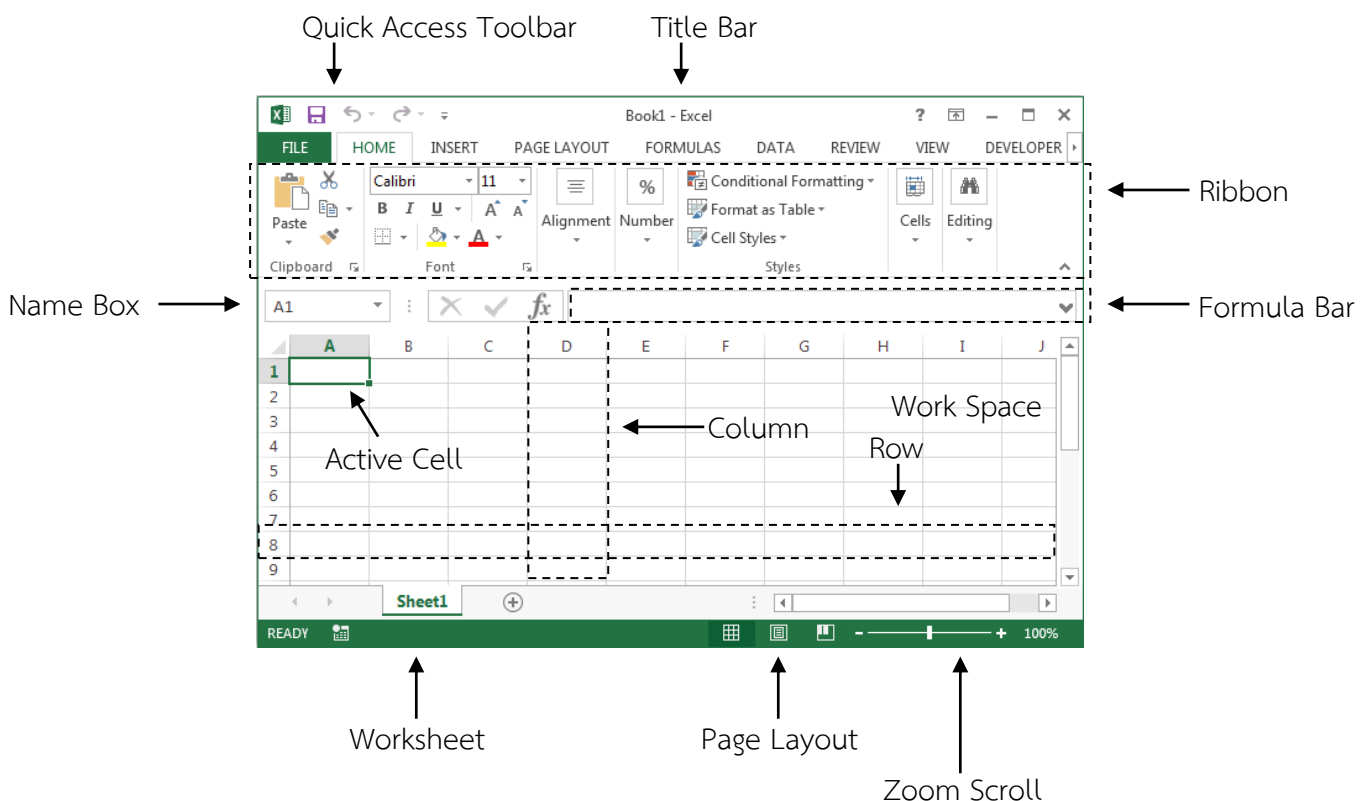 Quick Access Toolbar Title Bar
Book1 - Excel ?
FILE HOME INSERT PAGE LAYOUT FORMULAS DATA REVIEW VIEW DEVELOPER
Calibri 11 % Conditional Formatting
Ribbon
B I U A A Format as Table
Paste Alignment Number Cells Editing
A Cell Styles
Clipboard Font Styles
Name Box A1 fx Formula Bar
A B C D E F G H I J
1
2
Work Space
3
Column
4
Row
Active Cell
5
6
7
8
9
Sheet1
READY 100%
Worksheet Page Layout
Zoom Scroll